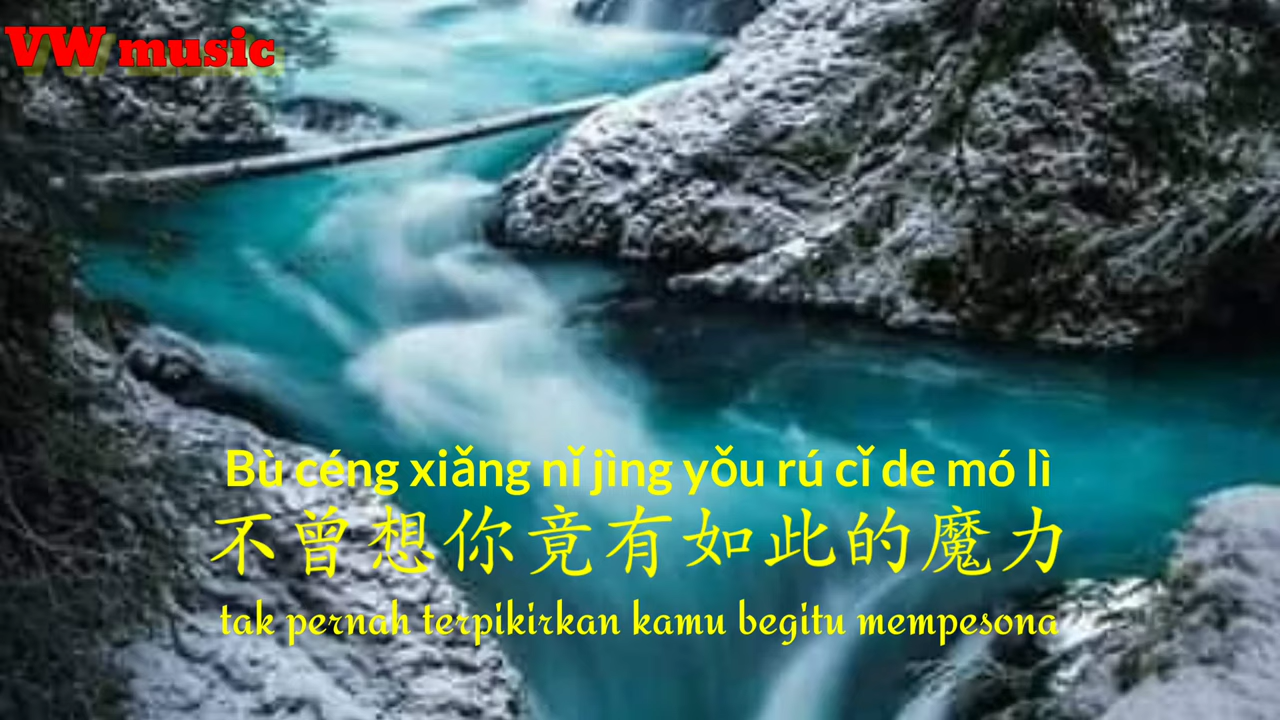 VW music
Bù céng xiǎng nǐ jìng yǒu rú cǐ de mó lì
不曾想你竟有如此的魔力
tak pernah terpikirkan kamu begitu mempesona